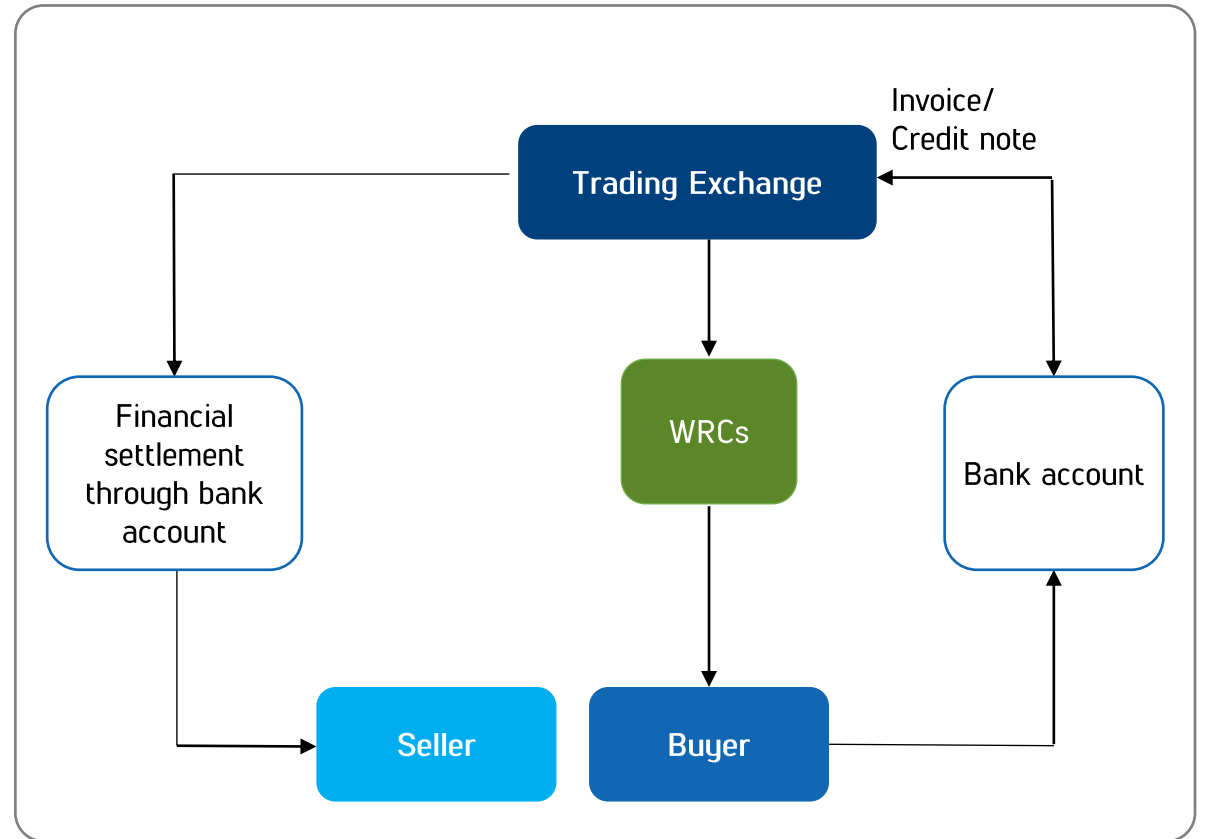 Invoice/
Credit note
Trading Exchange
Financial
settlement
through bank
account
WRCs
Bank account
Seller
Buyer